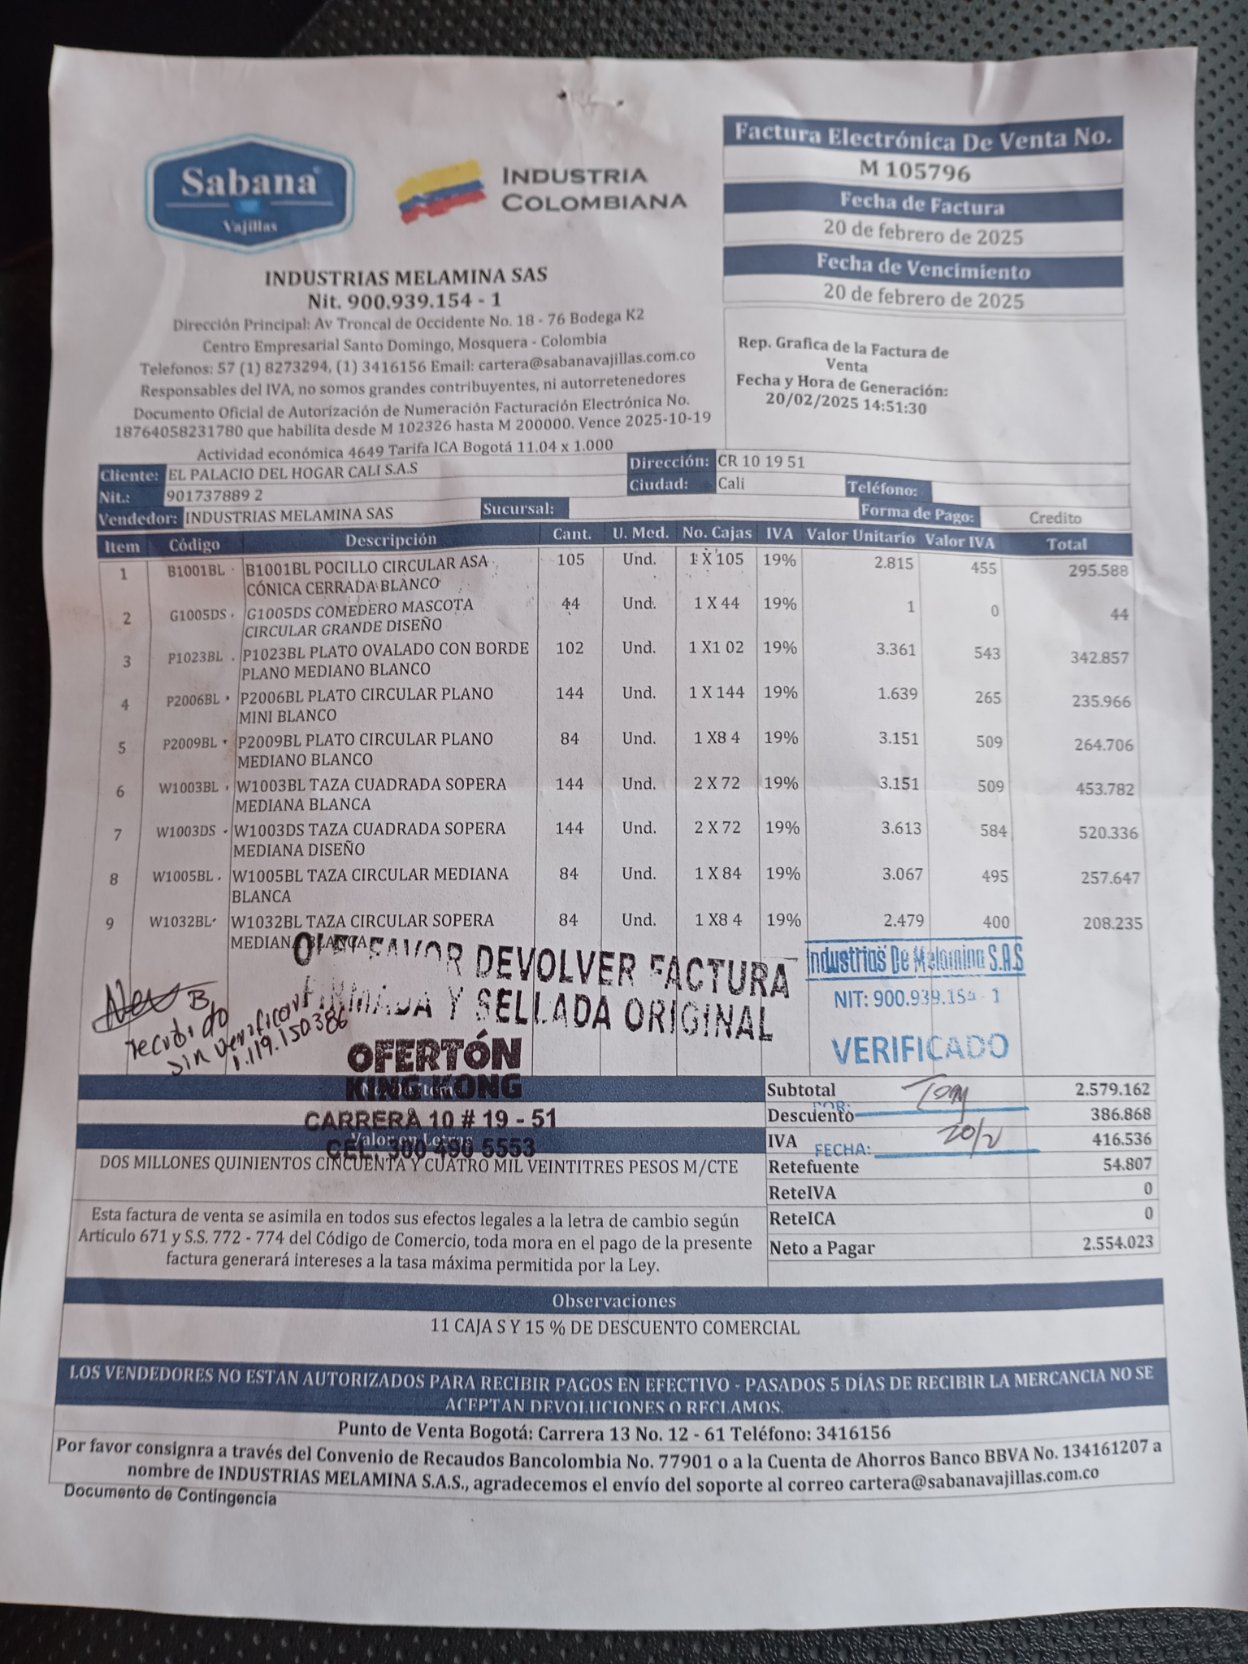 Sabana
Vajillas
INDUSTRIA
COLOMBIANA
Factura Electrónica De Venta No.
M 105796
Fecha de Factura
20 de febrero de 2025
Fecha de Vencimiento
20 de febrero de 2025
INDUSTRIAS MELAMINA SAS
Nit. 900.939.154 - 1
Dirección Principal: Av Troncal de Occidente No. 18 - 76 Bodega K2
Centro Empresarial Santo Domingo, Mosquera - Colombia
Telefonos: 57 (1) 8273294, (1) 3416156 Email: cartera@sabanavajillas.com.co
Responsables del IVA, no somos grandes contribuyentes, ni autorretenedores
Documento Oficial de Autorización de Numeración Facturación Electrónica No.
18764058231780 que habilita desde M 102326 hasta M 200000. Vence 2025-10-19
Actividad económica 4649 Tarifa ICA Bogotá 11.04 x 1.000
Rep. Grafica de la Factura de
Venta
Fecha y Hora de Generación:
20/02/2025 14:51:30
Cliente: EL PALACIO DEL HOGAR CALI S.A.S Dirección: CR 10 19 51
Nit.: 901737889 2 Ciudad: Cali Teléfono:
Vendedor: INDUSTRIAS MELAMINA SAS Sucursal: Forma de Pago: Credito
Item Código Descripción Cant. U. Med. No. Cajas IVA Valor Unitario Valor IVA Total
1 B1001BL B1001BL POCILLO CIRCULAR ASA 105 Und. 1 X 105 19% 2.815 455 295.588
CÓNICA CERRADA BLANCO
2 G1005DS G1005DS COMEDERO MASCOTA 44 Und. 1 X 44 19% 1 0 44
CIRCULAR GRANDE DISEÑO
3 P1023BL P1023BL PLATO OVALADO CON BORDE 102 Und. 1 X1 02 19% 3.361 543 342.857
PLANO MEDIANO BLANCO
4 P2006BL P2006BL PLATO CIRCULAR PLANO 144 Und. 1 X 144 19% 1.639 265 235.966
MINI BLANCO
5 P2009BL P2009BL PLATO CIRCULAR PLANO 84 Und. 1 X8 4 19% 3.151 509 264.706
MEDIANO BLANCO
6 W1003BL W1003BL TAZA CUADRADA SOPERA 144 Und. 2 X 72 19% 3.151 509 453.782
MEDIANA BLANCA
7 W1003DS W1003DS TAZA CUADRADA SOPERA 144 Und. 2 X 72 19% 3.613 584 520.336
MEDIANA DISEÑO
8 W1005BL W1005BL TAZA CIRCULAR MEDIANA 84 Und. 1 X 84 19% 3.067 495 257.647
BLANCA
9 W1032BL W1032BL TAZA CIRCULAR SOPERA 84 Und. 1 X8 4 19% 2.479 400 208.235
MEDIANA BLANCA
FAVOR DEVOLVER FACTURA
FIRMADA Y SELLADA ORIGINAL
OFERTÓN
KING KONG
CARRERA 10 # 19 - 51
CEL. 300 490 5553
B
recibido
sin verificar
1.119.150386
Industrias De Melamina S.A.S
NIT: 900.939.154 - 1
VERIFICADO
POR:
FECHA: 20/2
Valor en Letras
DOS MILLONES QUINIENTOS CINCUENTA Y CUATRO MIL VEINTITRES PESOS M/CTE
Subtotal 2.579.162
Descuento 386.868
IVA 416.536
Retefuente 54.807
ReteIVA 0
ReteICA 0
Neto a Pagar 2.554.023
Esta factura de venta se asimila en todos sus efectos legales a la letra de cambio según
Artículo 671 y S.S. 772 - 774 del Código de Comercio, toda mora en el pago de la presente
factura generará intereses a la tasa máxima permitida por la Ley.
Observaciones
11 CAJA S Y 15 % DE DESCUENTO COMERCIAL
LOS VENDEDORES NO ESTAN AUTORIZADOS PARA RECIBIR PAGOS EN EFECTIVO - PASADOS 5 DÍAS DE RECIBIR LA MERCANCIA NO SE
ACEPTAN DEVOLUCIONES O RECLAMOS.
Punto de Venta Bogotá: Carrera 13 No. 12 - 61 Teléfono: 3416156
Por favor consignra a través del Convenio de Recaudos Bancolombia No. 77901 o a la Cuenta de Ahorros Banco BBVA No. 134161207 a
nombre de INDUSTRIAS MELAMINA S.A.S., agradecemos el envío del soporte al correo cartera@sabanavajillas.com.co
Documento de Contingencia